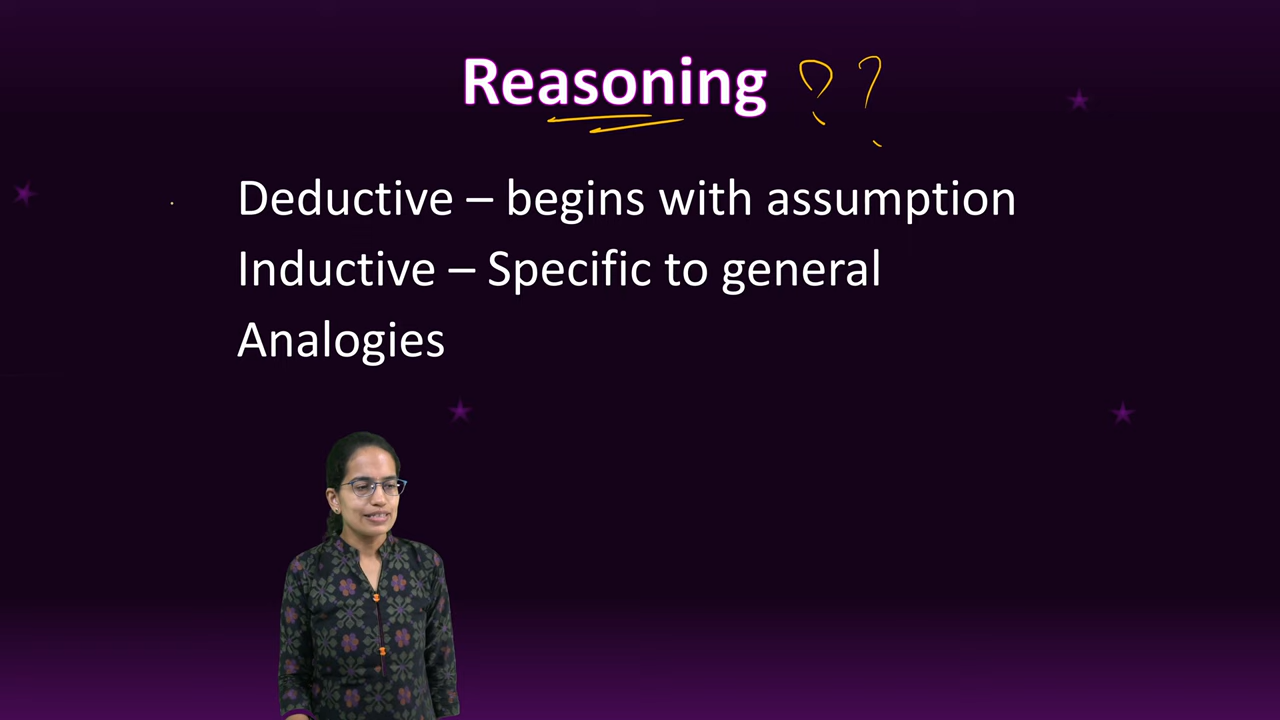 Reasoning ??
Deductive – begins with assumption
Inductive – Specific to general
Analogies